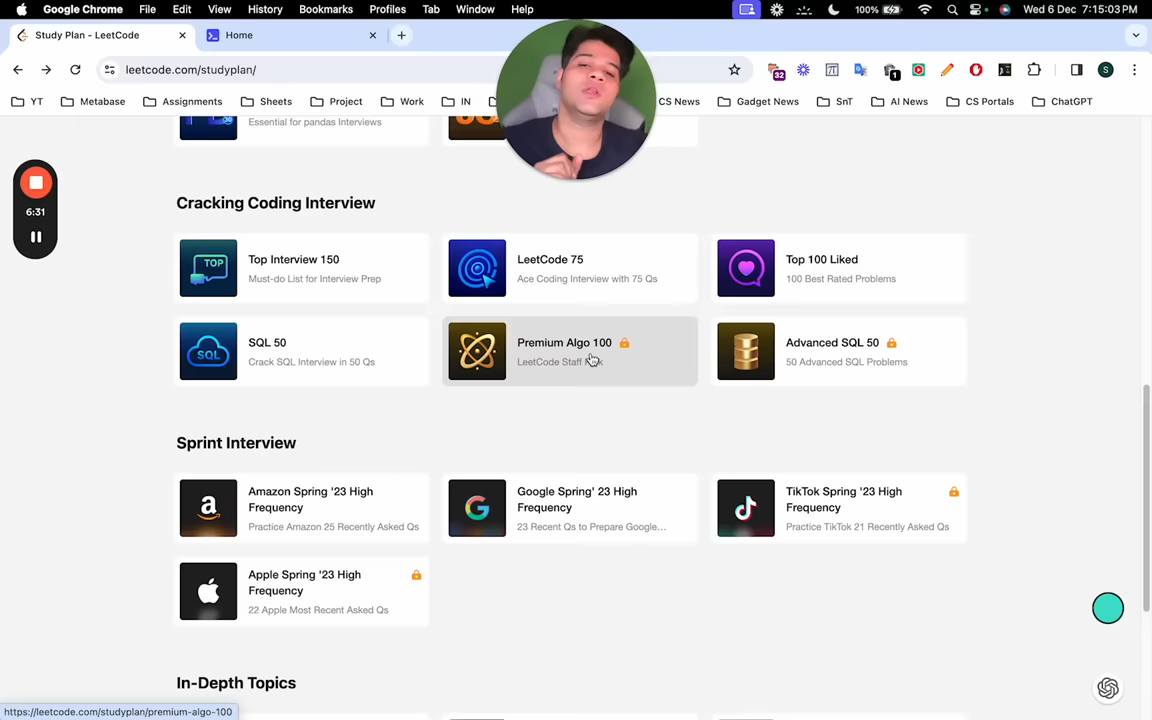 Google Chrome File Edit View History Bookmarks Profiles Tab Window Help 100% Wed 6 Dec 7:15:03 PM
Study Plan - LeetCode Home
leetcode.com/studyplan/ 32 1 S
YT Metabase Assignments Sheets Project Work IN CS News Gadget News SnT AI News CS Portals ChatGPT
Essential for pandas Interviews
6:31
Cracking Coding Interview
TOP
Top Interview 150
Must-do List for Interview Prep
LeetCode 75
Ace Coding Interview with 75 Qs
Top 100 Liked
100 Best Rated Problems
SQL
SQL 50
Crack SQL Interview in 50 Qs
Premium Algo 100
LeetCode Staff
Advanced SQL 50
50 Advanced SQL Problems
Sprint Interview
Amazon Spring '23 High
Frequency
Practice Amazon 25 Recently Asked Qs
Google Spring' 23 High
Frequency
23 Recent Qs to Prepare Google...
TikTok Spring '23 High
Frequency
Practice TikTok 21 Recently Asked Qs
Apple Spring '23 High
Frequency
22 Apple Most Recent Asked Qs
In-Depth Topics
https://leetcode.com/studyplan/premium-algo-100